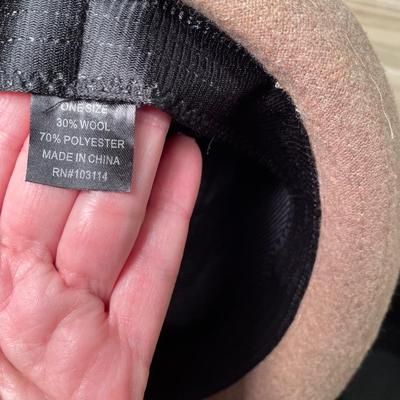 ONE SIZE
30% WOOL
70% POLYESTER
MADE IN CHINA
RN#103114